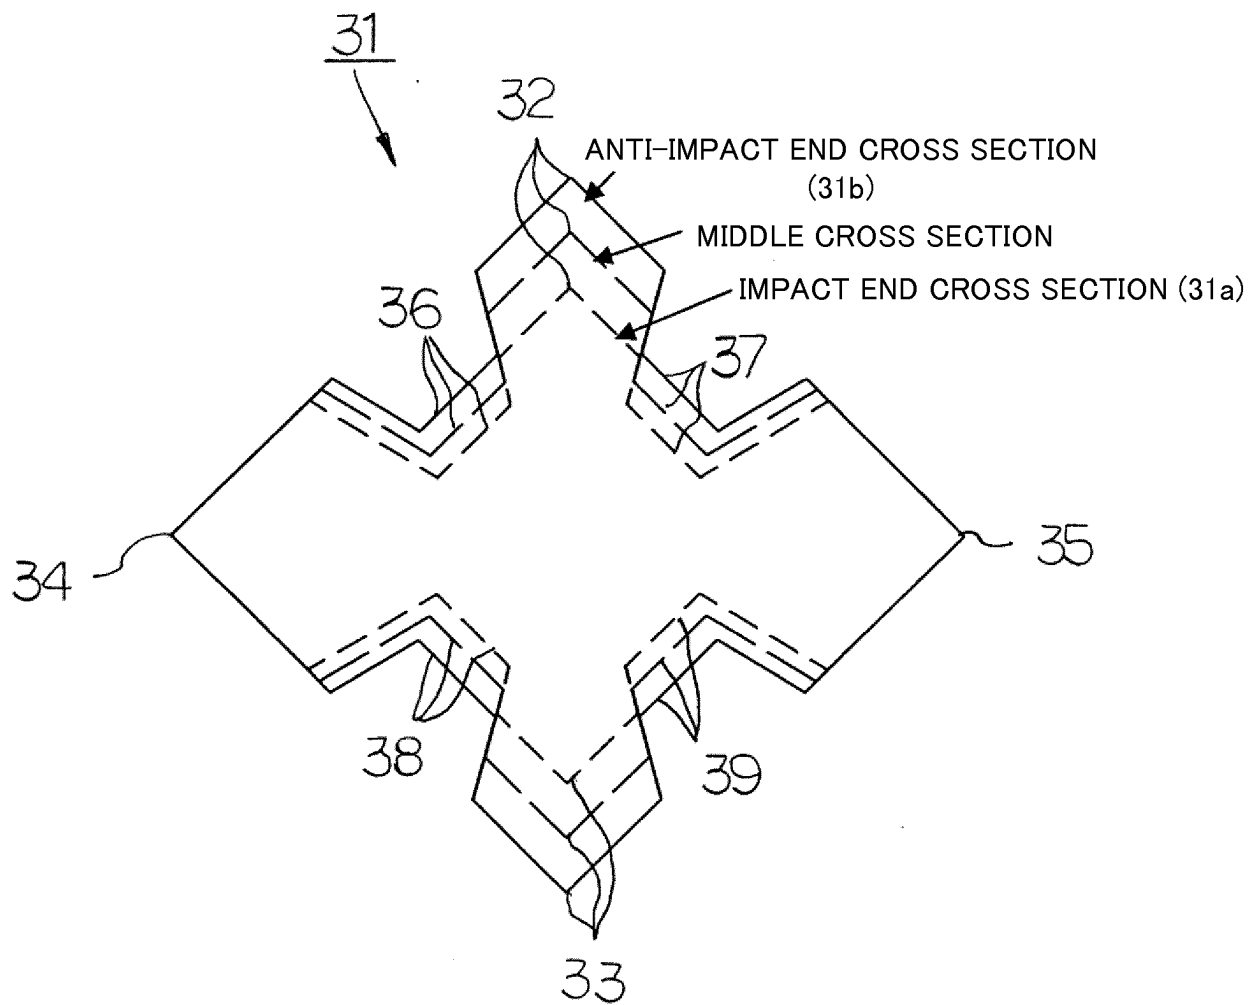 31
32
ANTI-IMPACT END CROSS SECTION
(31b)
MIDDLE CROSS SECTION
IMPACT END CROSS SECTION (31a)
36
37
34
35
38
39
33